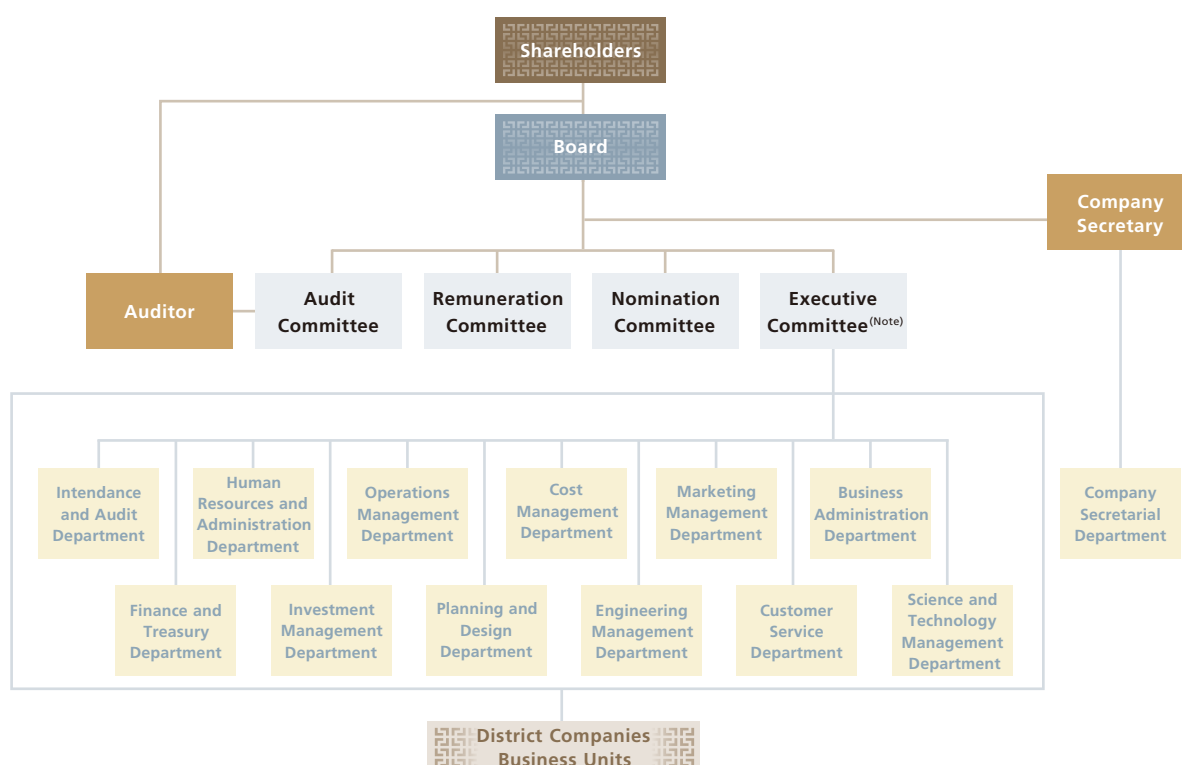 Shareholders
Board
Company
Secretary
Auditor
Audit
Committee
Remuneration
Committee
Nomination
Committee
Executive
Committee(Note)
Intendance
and Audit
Department
Human
Resources and
Administration
Department
Operations
Management
Department
Cost
Management
Department
Marketing
Management
Department
Business
Administration
Department
Company
Secretarial
Department
Finance and
Treasury
Department
Investment
Management
Department
Planning and
Design
Department
Engineering
Management
Department
Customer
Service
Department
Science and
Technology
Management
Department
District Companies
Business Units